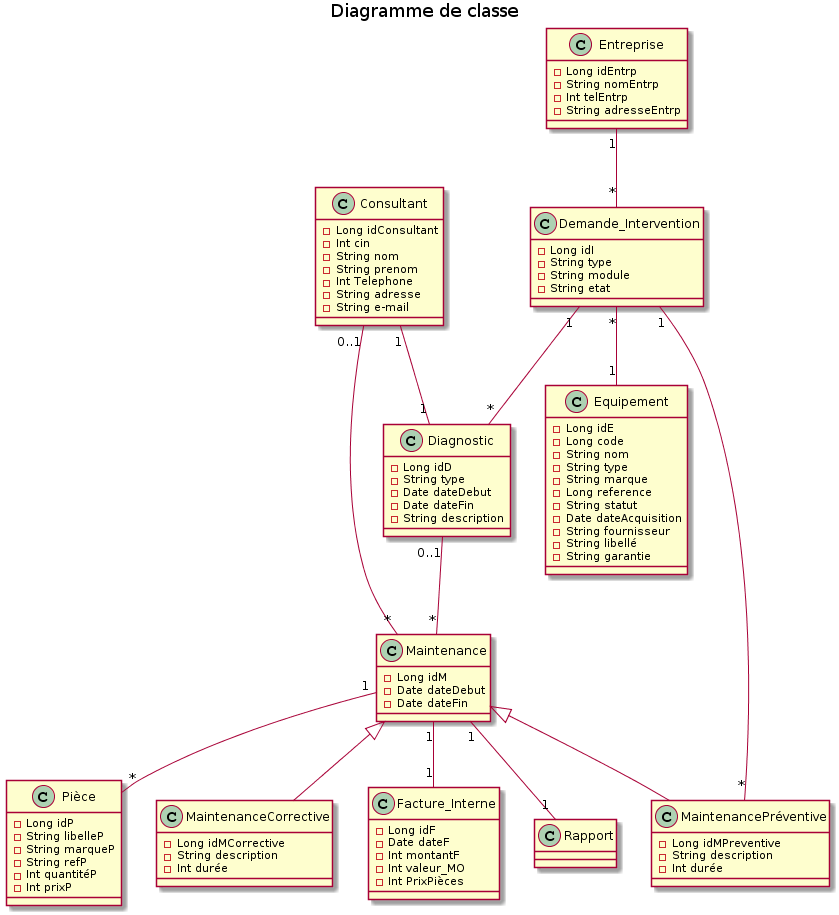 Diagramme de classe
C Entreprise
Long idEntrp
String nomEntrp
Int telEntrp
String adresseEntrp
1
*
C Consultant
Long idConsultant
Int cin
String nom
String prenom
Int Telephone
String adresse
String e-mail
0..1
1
C Demande_Intervention
Long idI
String type
String module
String etat
1
*
1
1
*
1
C Diagnostic
Long idD
String type
Date dateDebut
Date dateFin
String description
0..1
C Equipement
Long idE
Long code
String nom
String type
String marque
Long reference
String statut
Date dateAcquisition
String fournisseur
String libellé
String garantie
*
*
C Maintenance
Long idM
Date dateDebut
Date dateFin
1
1
1
*
1
1
*
C Pièce
Long idP
String libelleP
String marqueP
String refP
Int quantitéP
Int prixP
C MaintenanceCorrective
Long idMCorrective
String description
Int durée
C Facture_Interne
Long idF
Date dateF
Int montantF
Int valeur_MO
Int PrixPièces
C Rapport
C MaintenancePréventive
Long idMPreventive
String description
Int durée